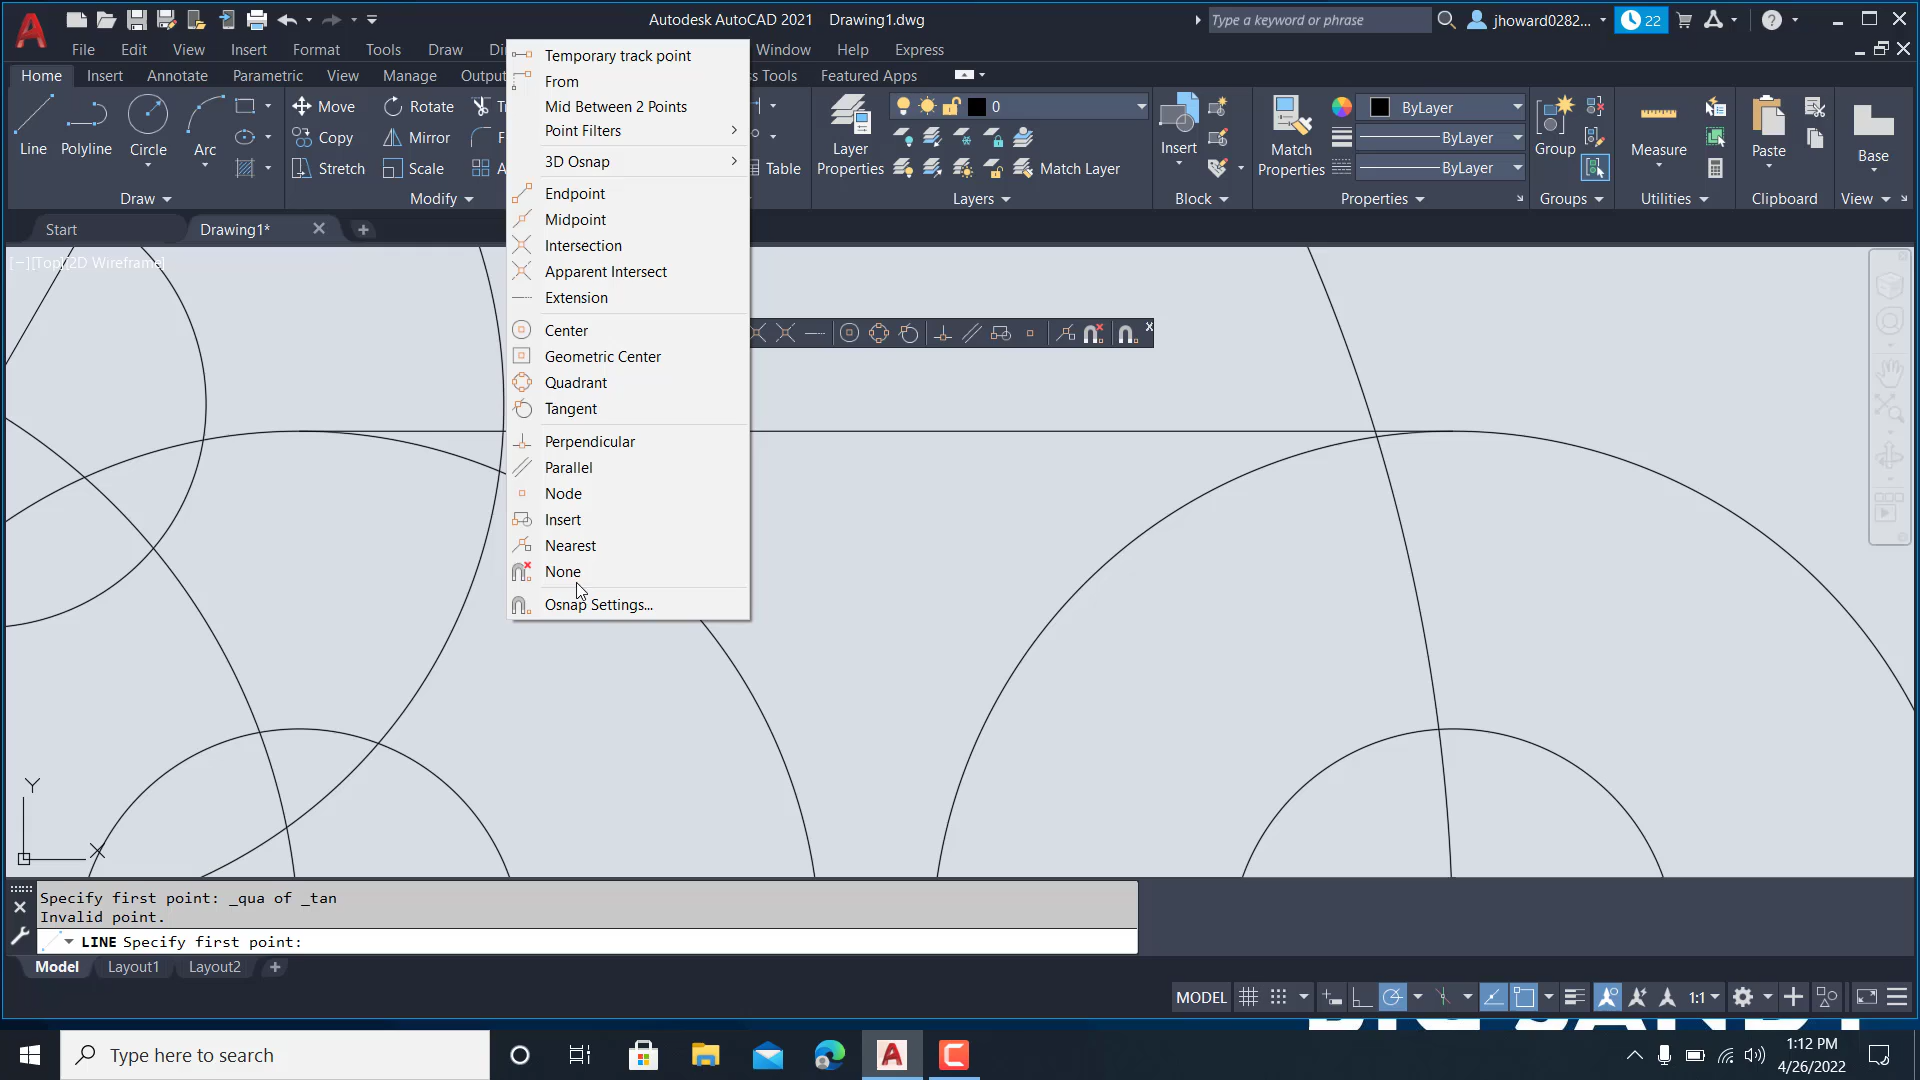 Autodesk AutoCAD 2021 Drawing1.dwg
Type a keyword or phrase
jhoward0282...
22
File Edit View Insert Format Tools Draw Di Window Help Express
Home Insert Annotate Parametric View Manage Output s Tools Featured Apps
Line Polyline Circle Arc
Move Rotate T
Copy Mirror F
Stretch Scale A
Table
Layer Properties
0
Match Layer
Insert
Match Properties
ByLayer
ByLayer
ByLayer
Group
Measure
Paste
Base
Draw Modify Layers Block Properties Groups Utilities Clipboard View
Start Drawing1*
[−][Top][2D Wireframe]
Temporary track point
From
Mid Between 2 Points
Point Filters
3D Osnap
Endpoint
Midpoint
Intersection
Apparent Intersect
Extension
Center
Geometric Center
Quadrant
Tangent
Perpendicular
Parallel
Node
Insert
Nearest
None
Osnap Settings...
X
Y
X
Specify first point: _qua of _tan
Invalid point.
LINE Specify first point:
Model Layout1 Layout2
MODEL 1:1
Type here to search
1:12 PM
4/26/2022